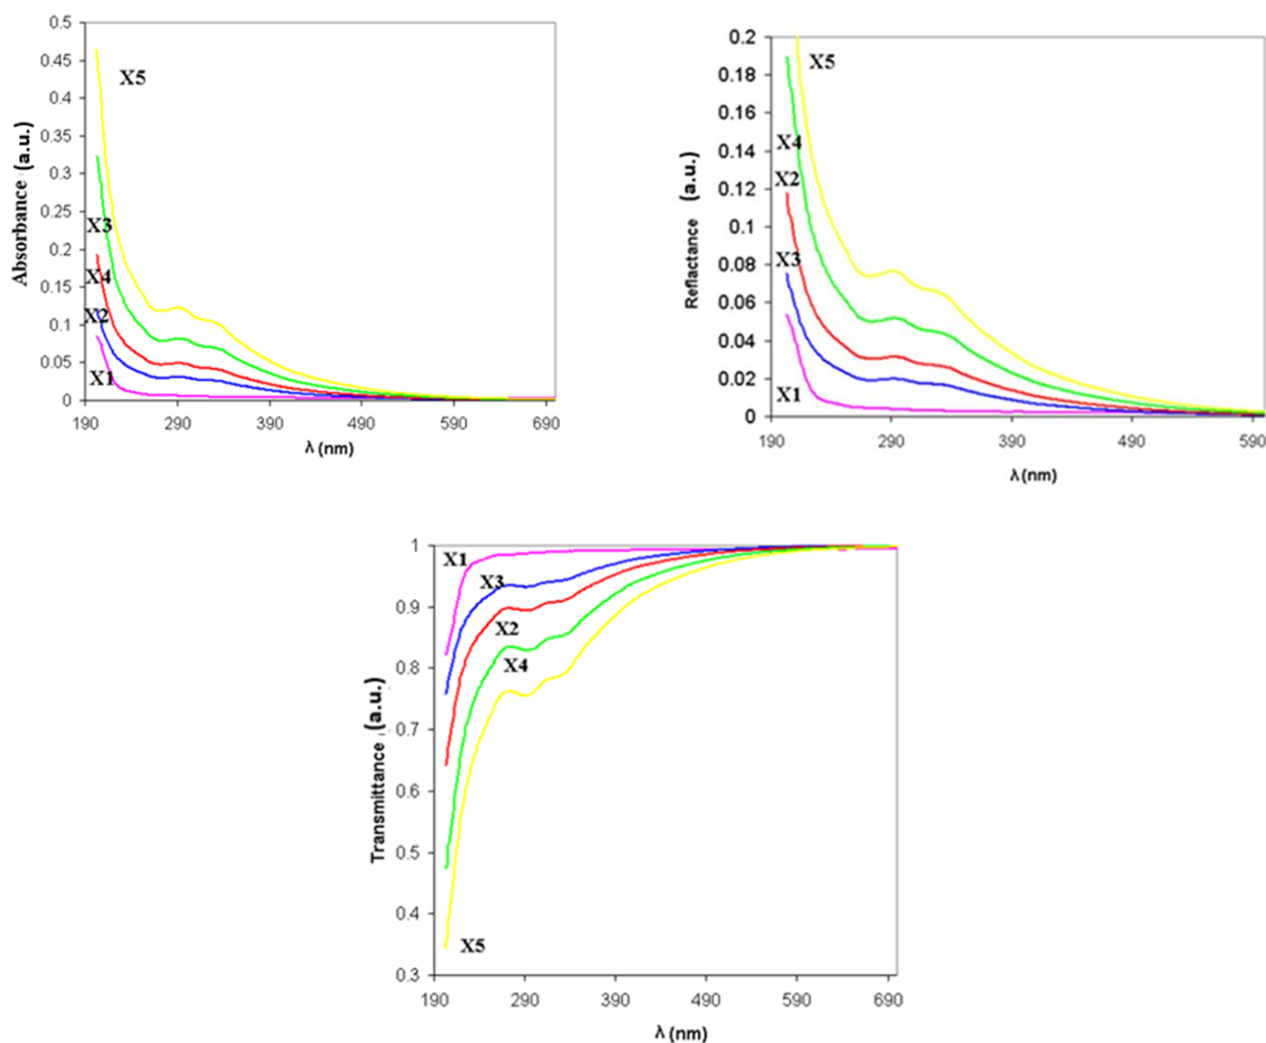 0.5
0.45
0.4
0.35
0.3
0.25
0.2
0.15
0.1
0.05
0
Absorbance (a.u.)
X5
X3
X4
X2
X1
190 290 390 490 590 690
λ (nm)
0.2
0.18
0.16
0.14
0.12
0.1
0.08
0.06
0.04
0.02
0
Reflactance (a.u.)
X5
X4
X2
X3
X1
190 290 390 490 590
λ (nm)
1
0.9
0.8
0.7
0.6
0.5
0.4
0.3
Transmittance (a.u.)
X1
X3
X2
X4
X5
190 290 390 490 590 690
λ (nm)